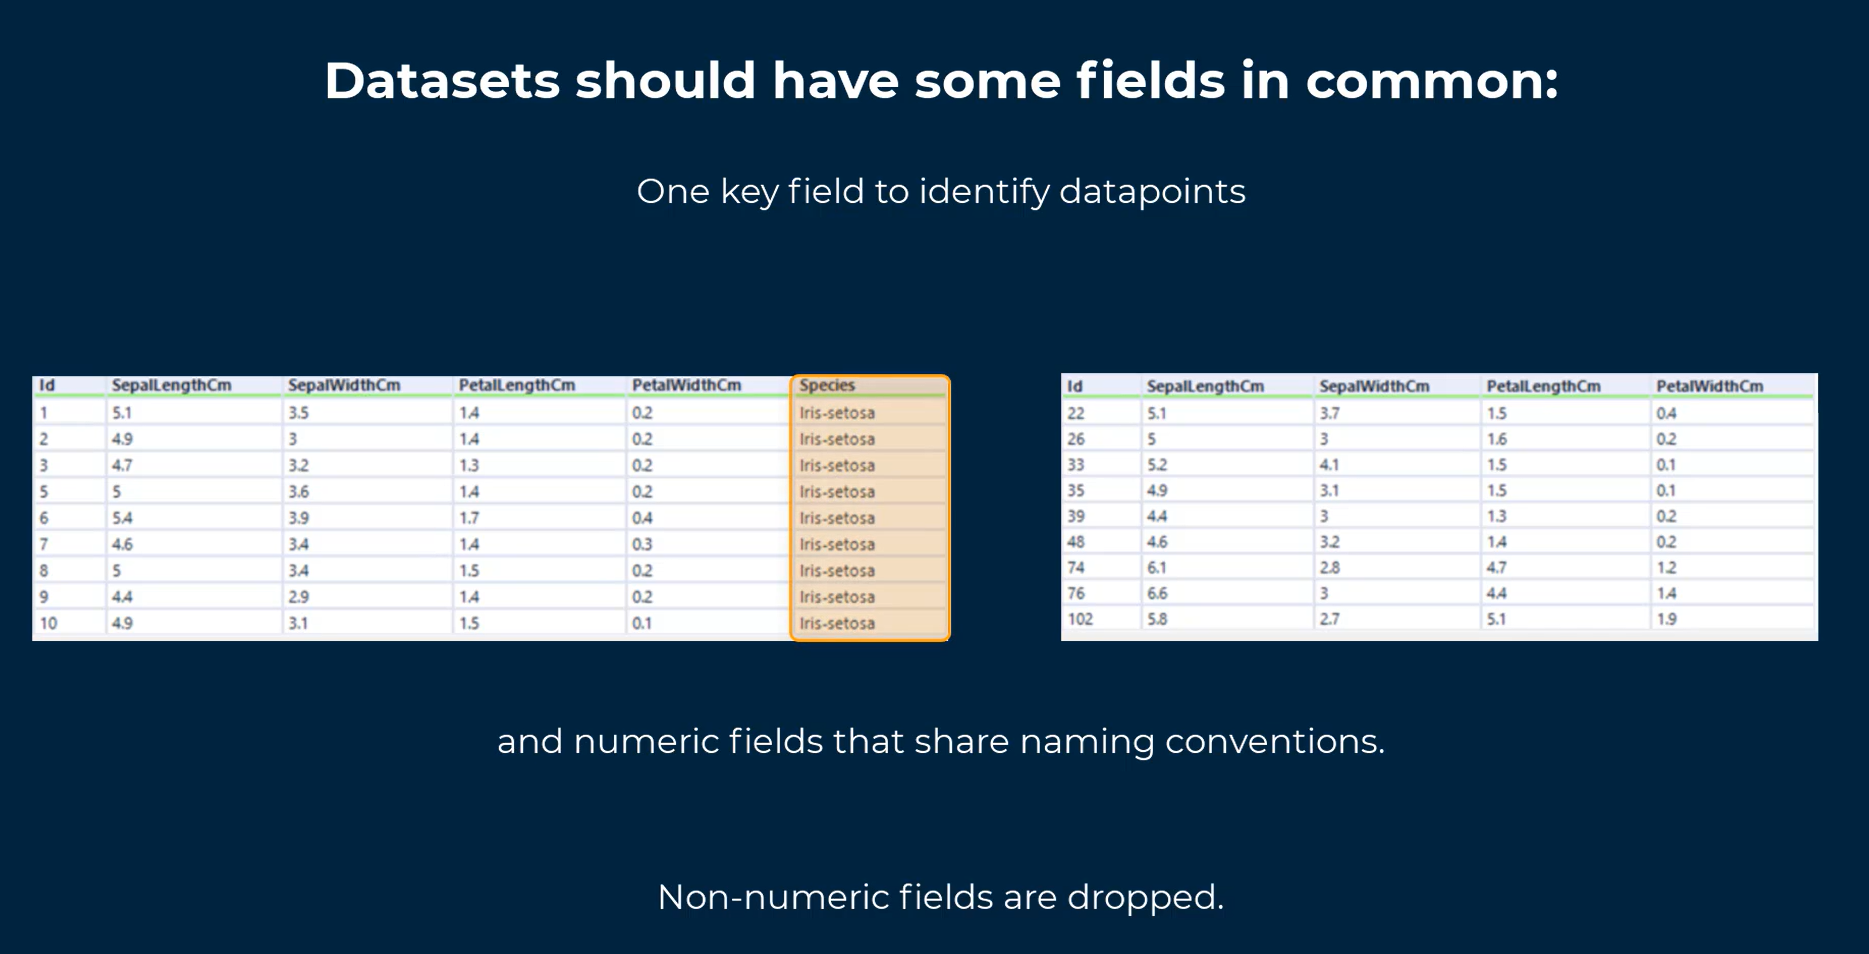 Datasets should have some fields in common:
One key field to identify datapoints
Id SepalLengthCm SepalWidthCm PetalLengthCm PetalWidthCm Species
1 5.1 3.5 1.4 0.2 Iris-setosa
2 4.9 3 1.4 0.2 Iris-setosa
3 4.7 3.2 1.3 0.2 Iris-setosa
5 5 3.6 1.4 0.2 Iris-setosa
6 5.4 3.9 1.7 0.4 Iris-setosa
7 4.6 3.4 1.4 0.3 Iris-setosa
8 5 3.4 1.5 0.2 Iris-setosa
9 4.4 2.9 1.4 0.2 Iris-setosa
10 4.9 3.1 1.5 0.1 Iris-setosa
Id SepalLengthCm SepalWidthCm PetalLengthCm PetalWidthCm
22 5.1 3.7 1.5 0.4
26 5 3 1.6 0.2
33 5.2 4.1 1.5 0.1
35 4.9 3.1 1.5 0.1
39 4.4 3 1.3 0.2
48 4.6 3.2 1.4 0.2
74 6.1 2.8 4.7 1.2
76 6.6 3 4.4 1.4
102 5.8 2.7 5.1 1.9
and numeric fields that share naming conventions.
Non-numeric fields are dropped.